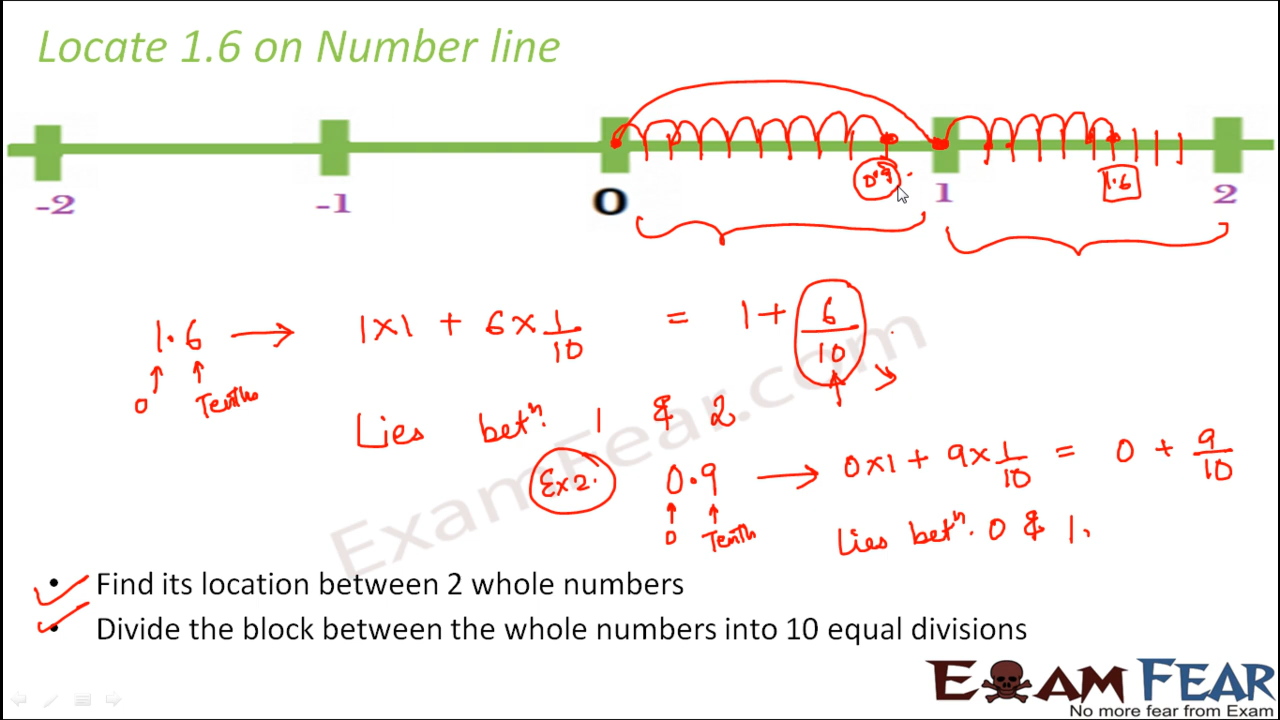 Locate 1.6 on Number line
-2 -1 0 0.9 1 1.6 2
1.6 → 1×1 + 6×1/10 = 1 + 6/10
0 Tenths
Lies betⁿ. 1 & 2
Ex 2. 0.9 → 0×1 + 9×1/10 = 0 + 9/10
0 Tenth
Lies betⁿ. 0 & 1.
ExamFear.com
• Find its location between 2 whole numbers
• Divide the block between the whole numbers into 10 equal divisions
EXAM FEAR
No more fear from Exam